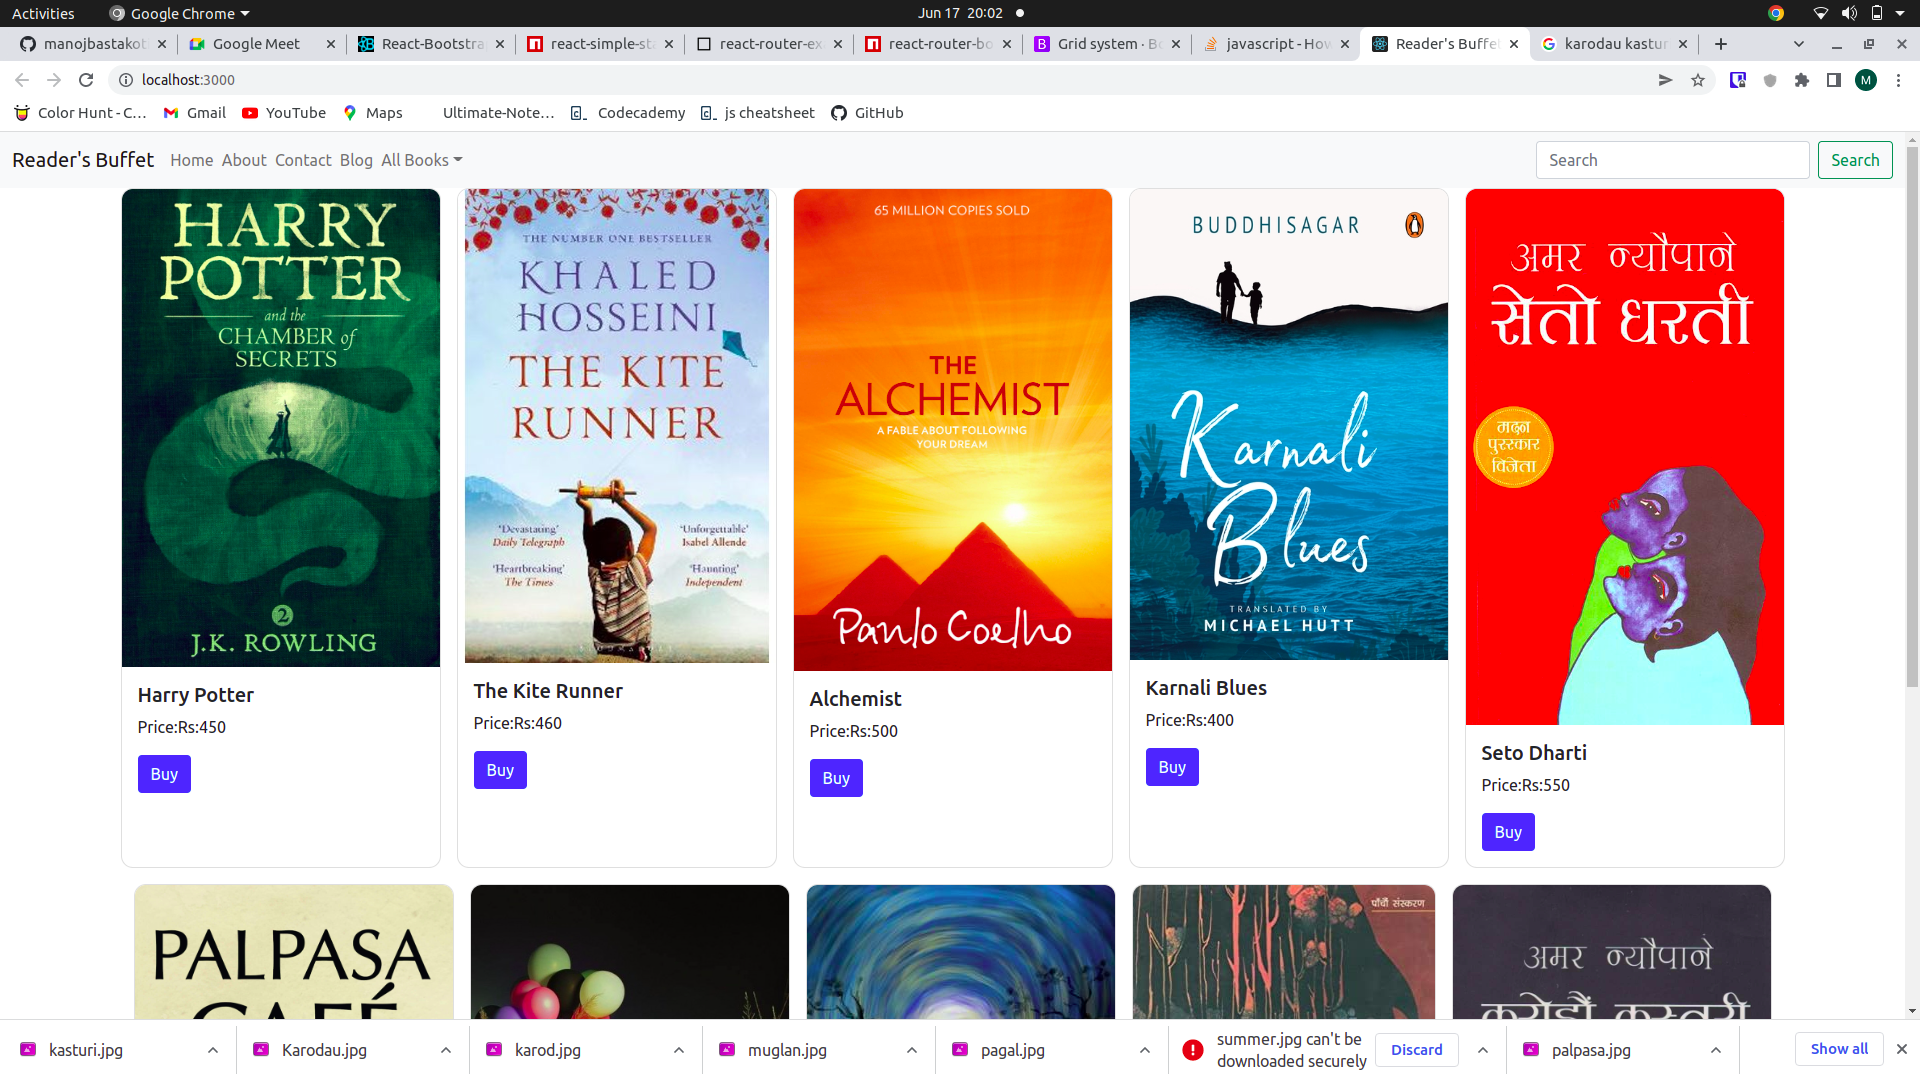 Activities
Google Chrome
Jun 17 20:02
manojbastakot
Google Meet
React-Bootstra
react-simple-sta
react-router-ex
react-router-bo
Grid system · Bo
javascript - How
Reader's Buffet
karodau kastur
localhost:3000
M
Color Hunt - C...
Gmail
YouTube
Maps
Ultimate-Note...
Codecademy
js cheatsheet
GitHub
Reader's Buffet
Home
About
Contact
Blog
All Books
Search
Search
HARRY
POTTER
and the
CHAMBER of
SECRETS
2
J.K. ROWLING
Harry Potter
Price:Rs:450
Buy
THE NUMBER ONE BESTSELLER
KHALED
HOSSEINI
THE KITE
RUNNER
'Devastating'
Daily Telegraph
'Unforgettable'
Isabel Allende
'Heartbreaking'
The Times
'Haunting'
Independent
BLOOMSBURY
The Kite Runner
Price:Rs:460
Buy
65 MILLION COPIES SOLD
THE
ALCHEMIST
A FABLE ABOUT FOLLOWING
YOUR DREAM
Paulo Coelho
Alchemist
Price:Rs:500
Buy
BUDDHISAGAR
Karnali
Blues
TRANSLATED BY
MICHAEL HUTT
Karnali Blues
Price:Rs:400
Buy
अमर न्यौपाने
सेतो धरती
मदन
पुरस्कार
विजेता
Seto Dharti
Price:Rs:550
Buy
PALPASA
CAFÉ
पाँचौं संस्करण
अमर न्यौपाने
करोडौं कस्तूरी
kasturi.jpg
Karodau.jpg
karod.jpg
muglan.jpg
pagal.jpg
summer.jpg can't be
downloaded securely
Discard
palpasa.jpg
Show all